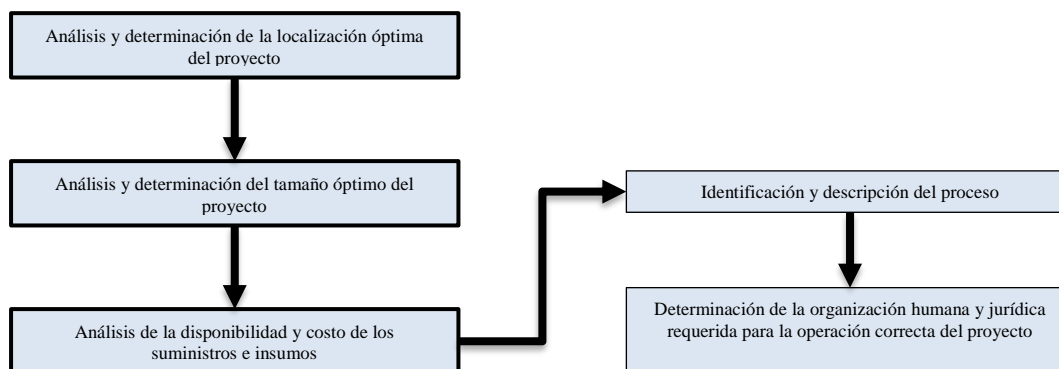 Análisis y determinación de la localización óptima
del proyecto
Análisis y determinación del tamaño óptimo del
proyecto
Análisis de la disponibilidad y costo de los
suministros e insumos
Identificación y descripción del proceso
Determinación de la organización humana y jurídica
requerida para la operación correcta del proyecto